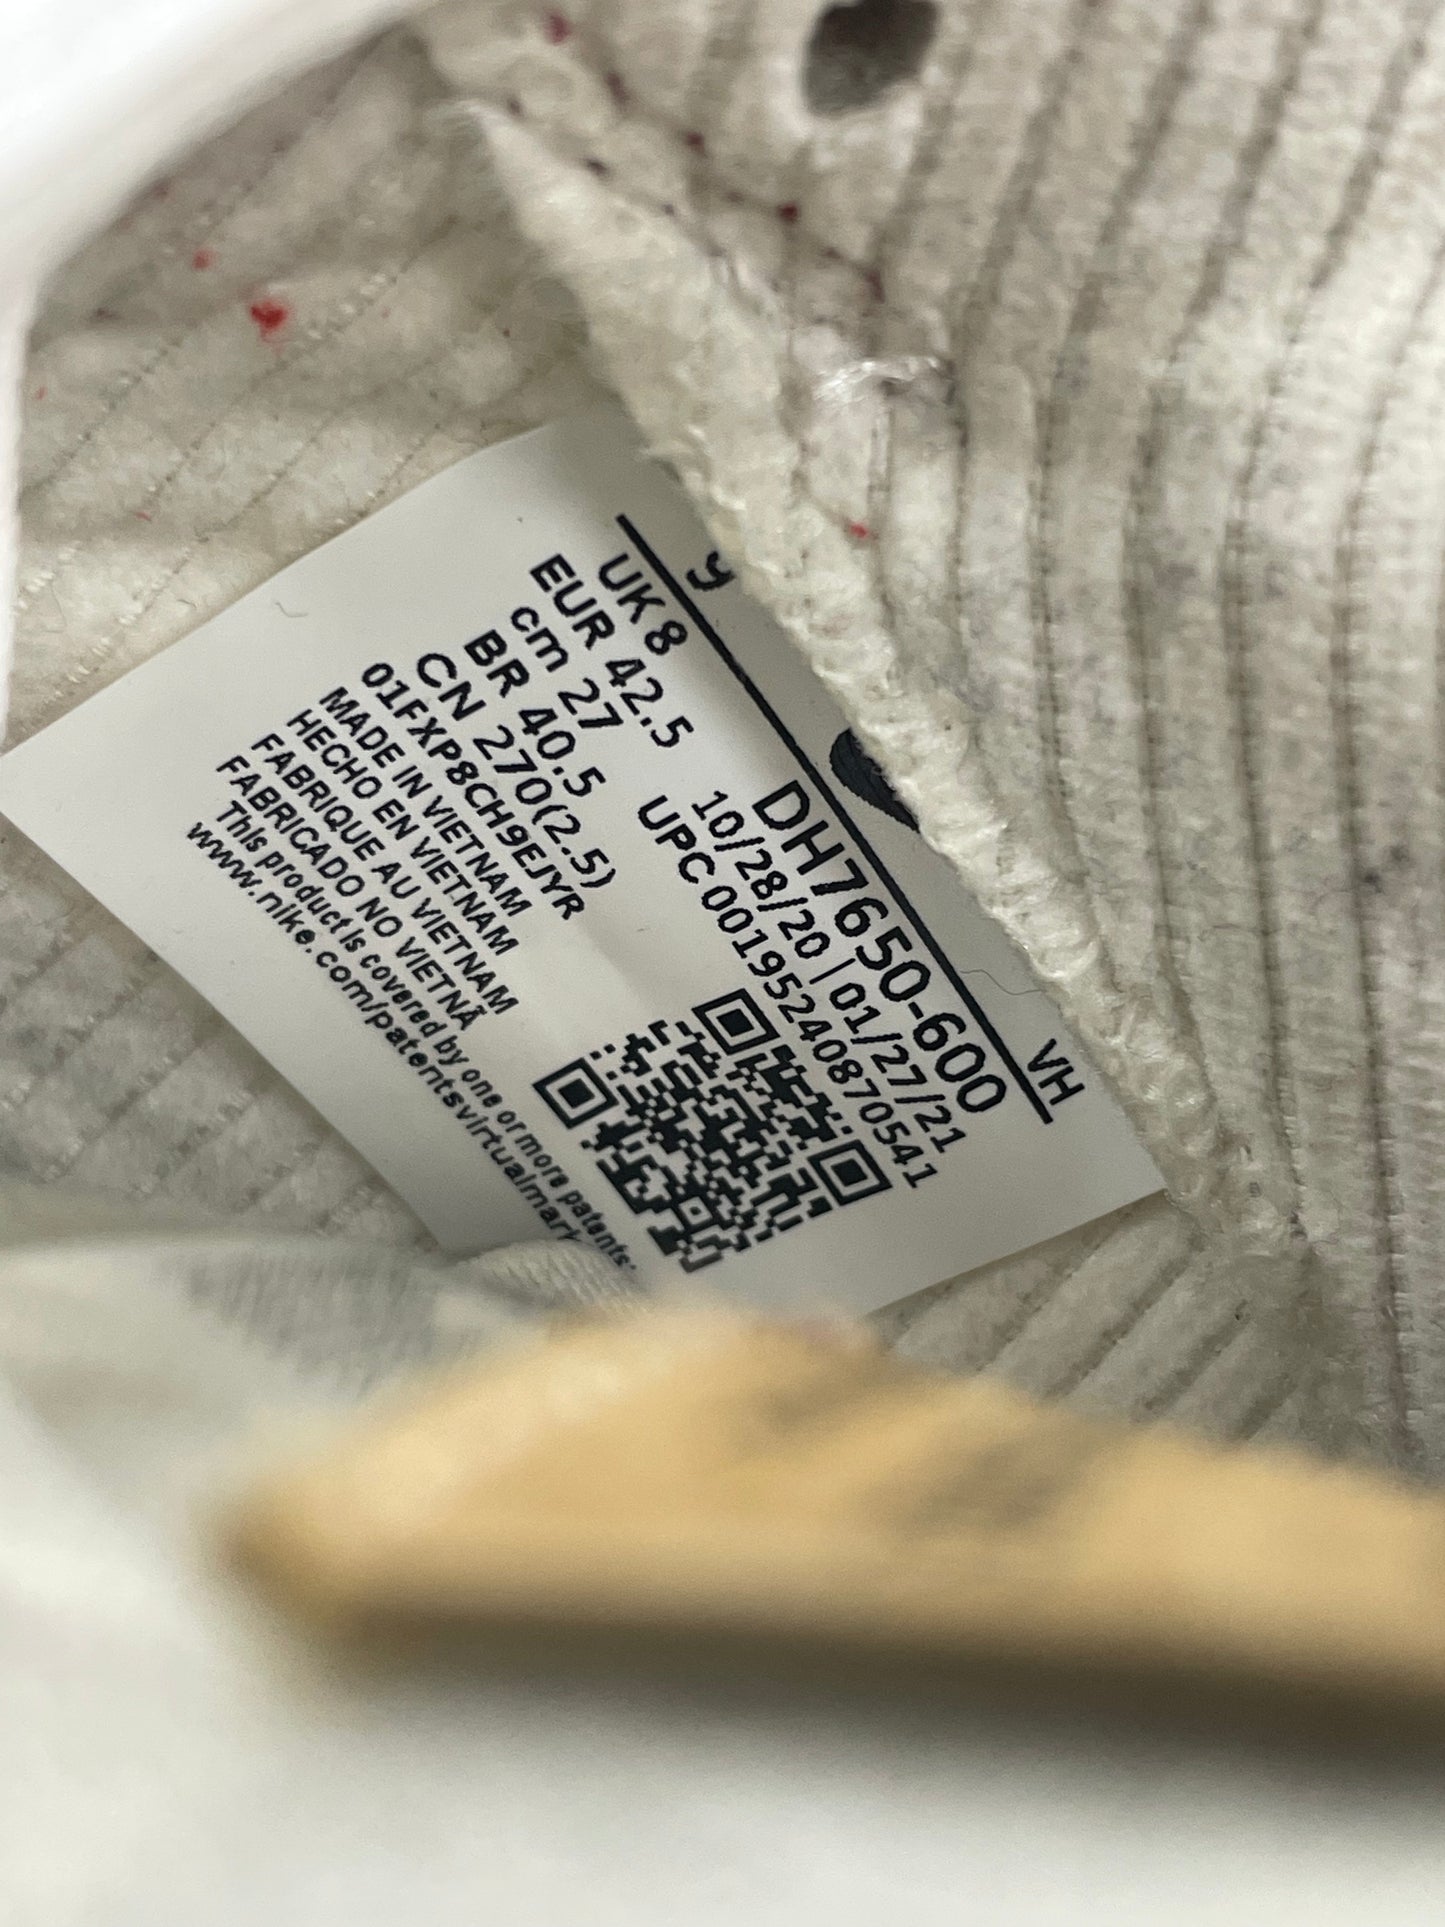 y
VH
UK 8
EUR 42.5
cm 27
BR 40.5
CN 270(2.5)
01FXP8CH9EJYR
MADE IN VIETNAM
HECHO EN VIETNAM
FABRIQUE AU VIETNAM
FABRICADO NO VIETNÃ
This product is covered by one or more patents:
www.nike.com/patentsvirtualmark
DH7650-600
10/28/20 | 01/27/21
UPC 00195240870541